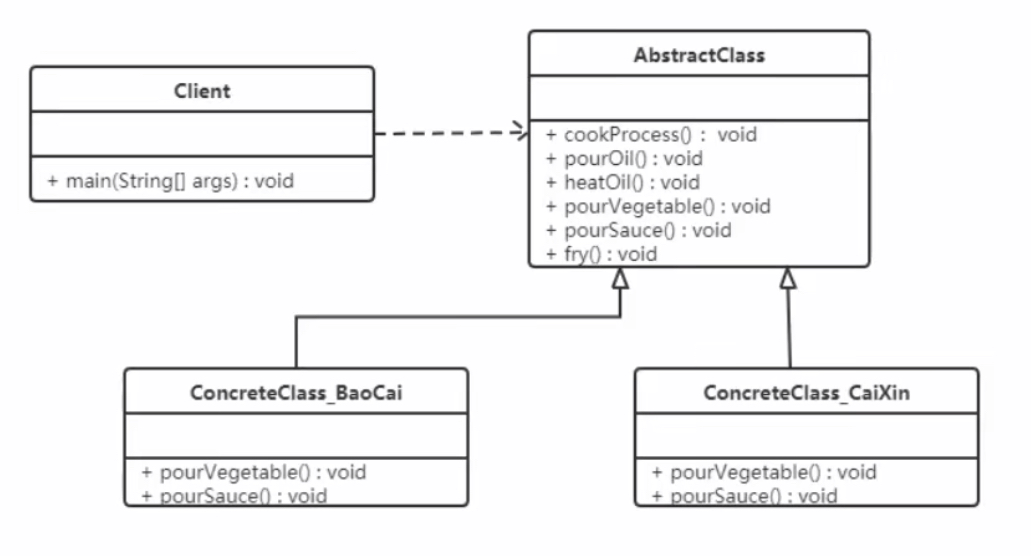 Client
+ main(String[] args) : void
AbstractClass
+ cookProcess() : void
+ pourOil() : void
+ heatOil() : void
+ pourVegetable() : void
+ pourSauce() : void
+ fry() : void
ConcreteClass_BaoCai
+ pourVegetable() : void
+ pourSauce() : void
ConcreteClass_CaiXin
+ pourVegetable() : void
+ pourSauce() : void